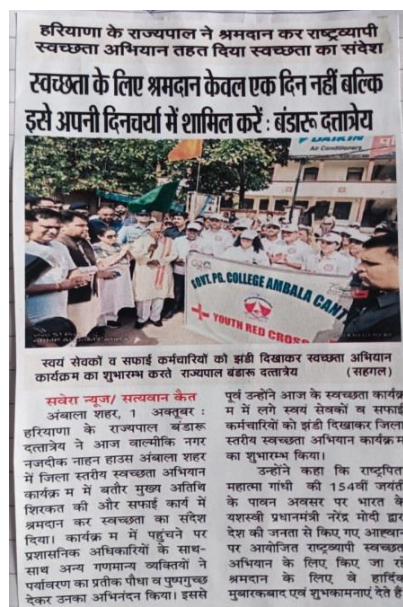 हरियाणा के राज्यपाल ने श्रमदान कर राष्ट्रव्यापी
स्वच्छता अभियान तहत दिया स्वच्छता का संदेश
स्वच्छता के लिए श्रमदान केवल एक दिन नहीं बल्कि
इसे अपनी दिनचर्या में शामिल करें : बंडारू दत्तात्रेय
DAIKIN
Air Conditioners
GOVT. PG. COLLEGE AMBALA CANTT
YOUTH RED CROSS
स्वयं सेवकों व सफाई कर्मचारियों को झंडी दिखाकर स्वच्छता अभियान
कार्यक्रम का शुभारम्भ करते राज्यपाल बंडारू दत्तात्रेय (सहगल)
सवेरा न्यूज/ सत्यवान कैत
अंबाला शहर, 1 अक्तूबर :
हरियाणा के राज्यपाल बंडारू
दत्तात्रेय ने आज वाल्मीकि नगर
नजदीक नाहन हाउस अंबाला शहर
में जिला स्तरीय स्वच्छता अभियान
कार्यक्र म में बतौर मुख्य अतिथि
शिरकत की और सफाई कार्य में
श्रमदान कर स्वच्छता का संदेश
दिया। कार्यक्र म में पहुंचने पर
प्रशासनिक अधिकारियों के साथ-
साथ अन्य गणमान्य व्यक्तियों ने
पर्यावरण का प्रतीक पौधा व पुष्पगुच्छ
देकर उनका अभिनंदन किया। इससे
पूर्व उन्होंने आज के स्वच्छता कार्यक्र
म में लगे स्वयं सेवकों व सफाई
कर्मचारियों को झंडी दिखाकर जिला
स्तरीय स्वच्छता अभियान कार्यक्र म
का शुभारम्भ किया।
उन्होंने कहा कि राष्ट्रपिता
महात्मा गांधी की 154वीं जयंती
के पावन अवसर पर भारत के
यशस्वी प्रधानमंत्री नरेंद्र मोदी द्वारा
देश की जनता से किए गए आह्वान
पर आयोजित राष्ट्रव्यापी स्वच्छता
अभियान के लिए किए जा रहे
श्रमदान के लिए वे हार्दिक
मुबारकबाद एवं शुभकामनाएं देते हैं